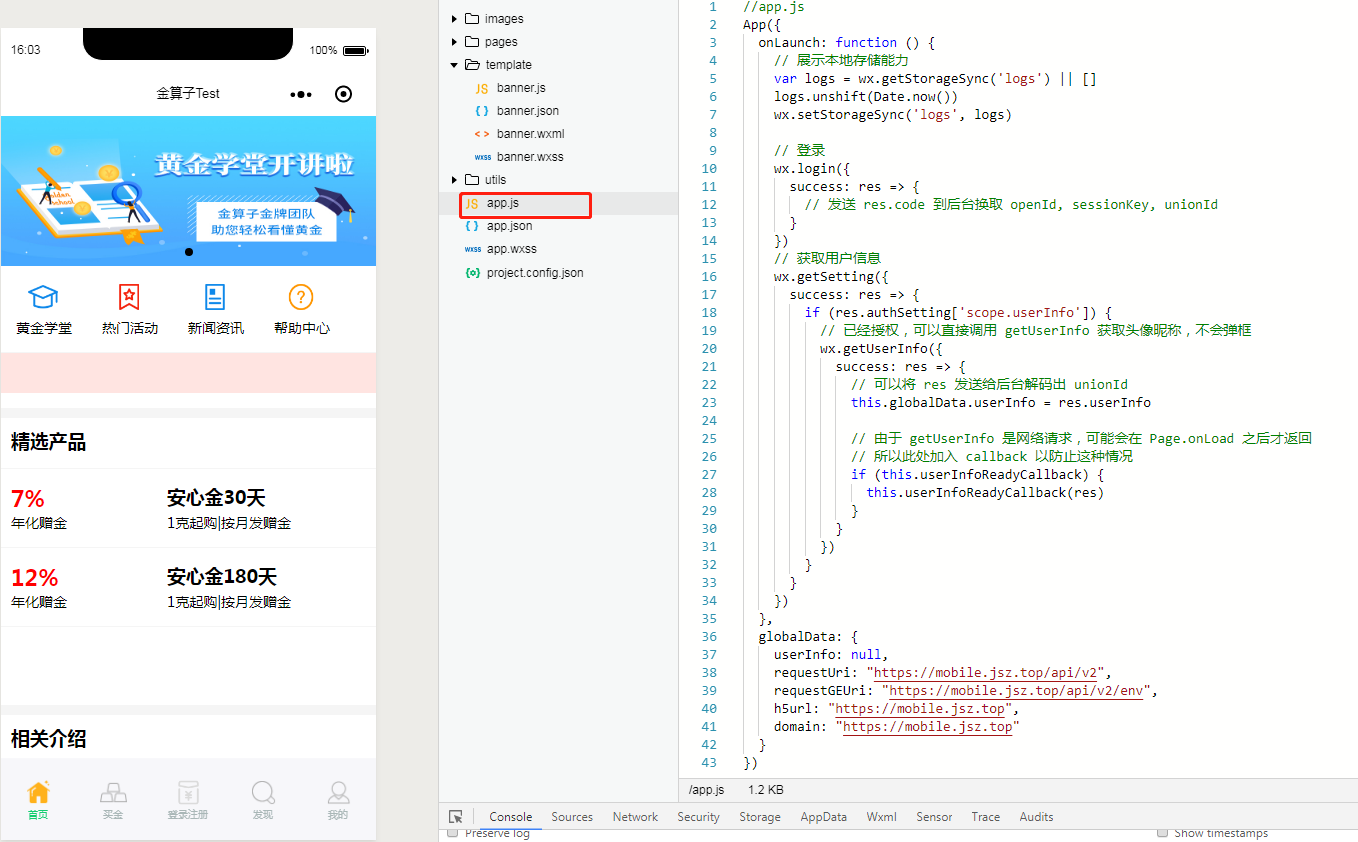 16:03
100%
金算子Test
黄金学堂开讲啦
Golden
School
金算子金牌团队
助您轻松看懂黄金
黄金学堂
热门活动
新闻资讯
帮助中心
精选产品
7%
安心金30天
年化赠金
1克起购|按月发赠金
12%
安心金180天
年化赠金
1克起购|按月发赠金
相关介绍
首页
买金
登录注册
发现
我的
images
pages
template
JS banner.js
{ } banner.json
< > banner.wxml
wxss banner.wxss
utils
JS app.js
{ } app.json
wxss app.wxss
{o} project.config.json
1 //app.js
2 App({
3 onLaunch: function () {
4 // 展示本地存储能力
5 var logs = wx.getStorageSync('logs') || []
6 logs.unshift(Date.now())
7 wx.setStorageSync('logs', logs)
8
9 // 登录
10 wx.login({
11 success: res => {
12 // 发送 res.code 到后台换取 openId, sessionKey, unionId
13 }
14 })
15 // 获取用户信息
16 wx.getSetting({
17 success: res => {
18 if (res.authSetting['scope.userInfo']) {
19 // 已经授权，可以直接调用 getUserInfo 获取头像昵称，不会弹框
20 wx.getUserInfo({
21 success: res => {
22 // 可以将 res 发送给后台解码出 unionId
23 this.globalData.userInfo = res.userInfo
24
25 // 由于 getUserInfo 是网络请求，可能会在 Page.onLoad 之后才返回
26 // 所以此处加入 callback 以防止这种情况
27 if (this.userInfoReadyCallback) {
28 this.userInfoReadyCallback(res)
29 }
30 }
31 })
32 }
33 }
34 })
35 },
36 globalData: {
37 userInfo: null,
38 requestUri: "https://mobile.jsz.top/api/v2",
39 requestGEUri: "https://mobile.jsz.top/api/v2/env",
40 h5url: "https://mobile.jsz.top",
41 domain: "https://mobile.jsz.top"
42 }
43 })
/app.js 1.2 KB
Console Sources Network Security Storage AppData Wxml Sensor Trace Audits
Preserve log Show timestamps